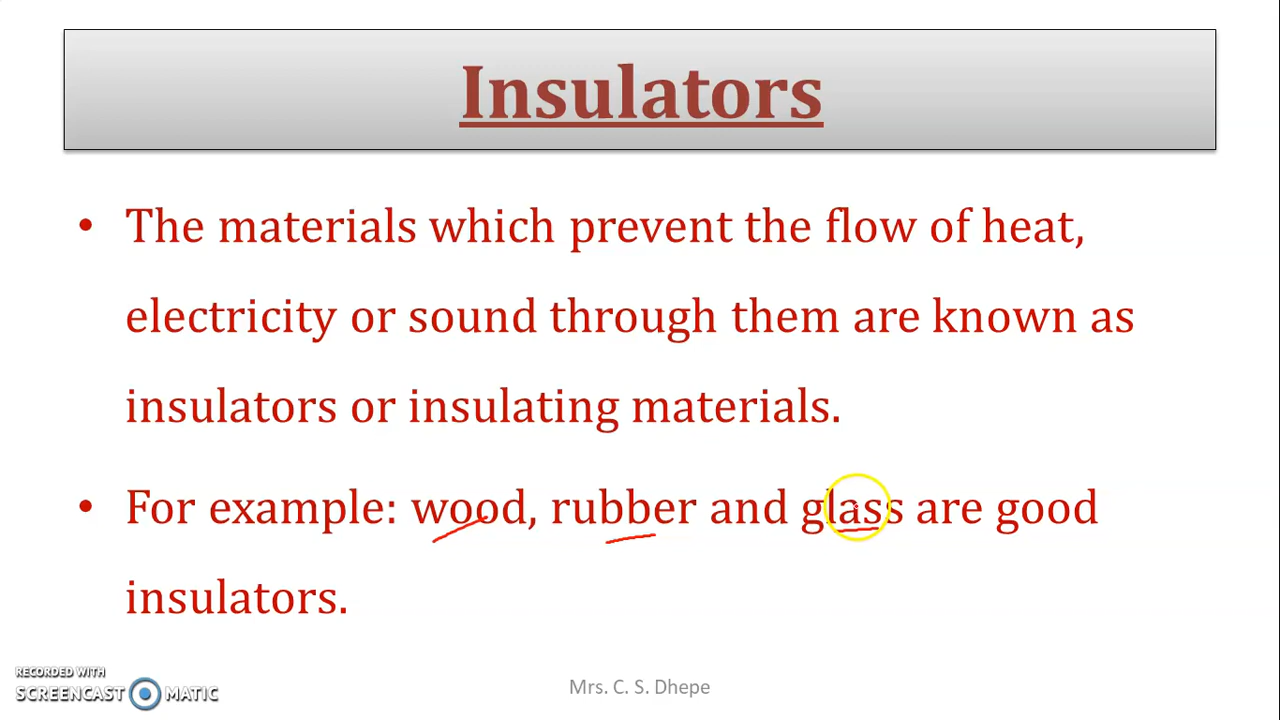 Insulators
• The materials which prevent the flow of heat,
electricity or sound through them are known as
insulators or insulating materials.
• For example: wood, rubber and glass are good
insulators.
RECORDED WITH
SCREENCAST MATIC
Mrs. C. S. Dhepe